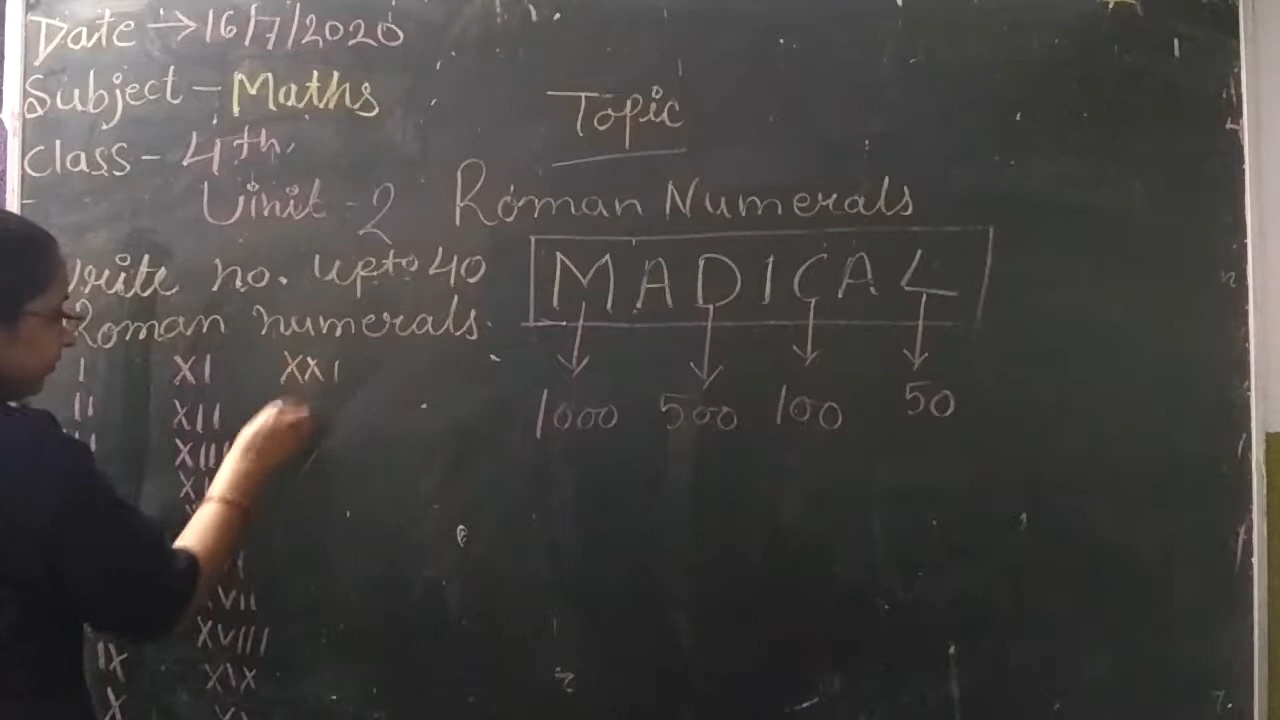 Date → 16/7/2020
Subject - Maths
Class - 4th.
Topic
Unit - 2 Roman Numerals
write no. upto 40
Roman numerals.
MADICAL
1000 500 100 50
I XI XXI
II XII
XIII
XVII
XVIII
IX XIX
X